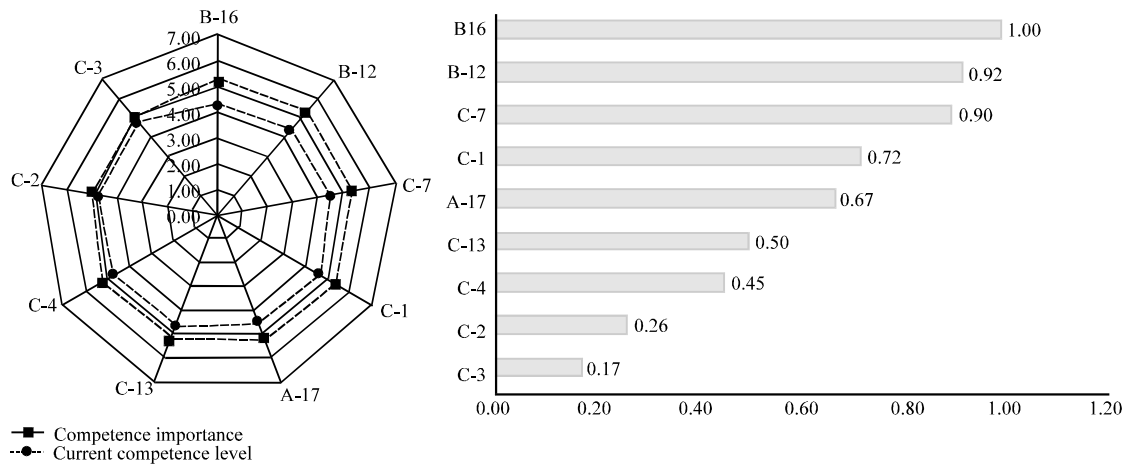 B-16
7.00
6.00
5.00
4.00
3.00
2.00
1.00
0.00
B-12
C-7
C-1
A-17
C-13
C-4
C-2
C-3
Competence importance
Current competence level
B16
1.00
B-12
0.92
C-7
0.90
C-1
0.72
A-17
0.67
C-13
0.50
C-4
0.45
C-2
0.26
C-3
0.17
0.00 0.20 0.40 0.60 0.80 1.00 1.20